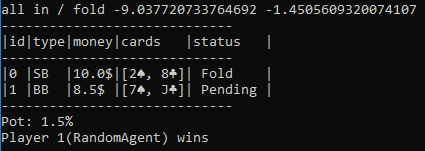 all in / fold -9.037720733764692 -1.4505609320074107
------------------------------
|id|type|money|cards     |status    |
------------------------------
|0 |SB  |10.0$|[2♠, 8♣]| Fold     |
|1 |BB  |8.5$ |[7♠, J♣]| Pending  |
------------------------------
Pot: 1.5%
Player 1(RandomAgent) wins